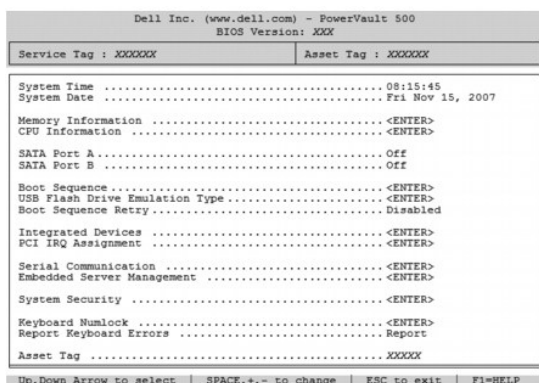 Dell Inc. (www.dell.com) - PowerVault 500
BIOS Version: XXX
Service Tag : XXXXXX Asset Tag : XXXXXX
System Time ........................................ 08:15:45
System Date ........................................ Fri Nov 15, 2007
Memory Information ................................. <ENTER>
CPU Information .................................... <ENTER>
SATA Port A......................................... Off
SATA Port B ........................................ Off
Boot Sequence....................................... <ENTER>
USB Flash Drive Emulation Type...................... <ENTER>
Boot Sequence Retry................................. Disabled
Integrated Devices ................................. <ENTER>
PCI IRQ Assignment ................................. <ENTER>
Serial Communication ............................... <ENTER>
Embedded Server Management ......................... <ENTER>
System Security .................................... <ENTER>
Keyboard Numlock ................................... <ENTER>
Report Keyboard Errors ............................. Report
Asset Tag .......................................... XXXXX
Up,Down Arrow to select | SPACE,+,- to change | ESC to exit | F1=HELP